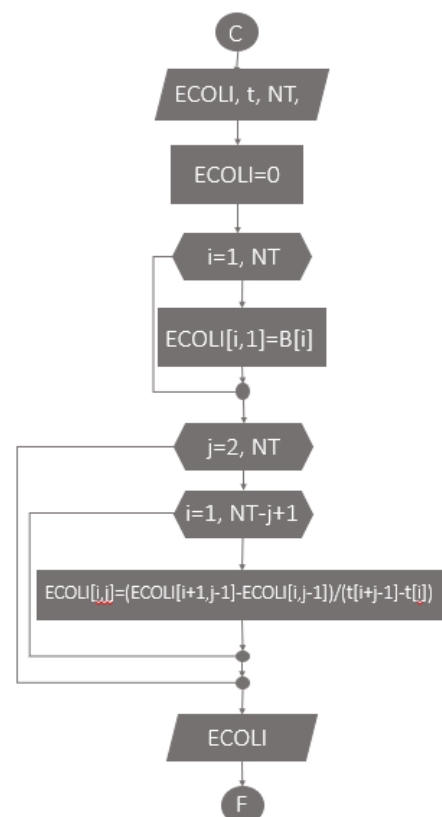 C
ECOLI, t, NT,
ECOLI=0
i=1, NT
ECOLI[i,1]=B[i]
j=2, NT
i=1, NT-j+1
ECOLI[i,j]=(ECOLI[i+1,j-1]-ECOLI[i,j-1])/(t[i+j-1]-t[i])
ECOLI
F